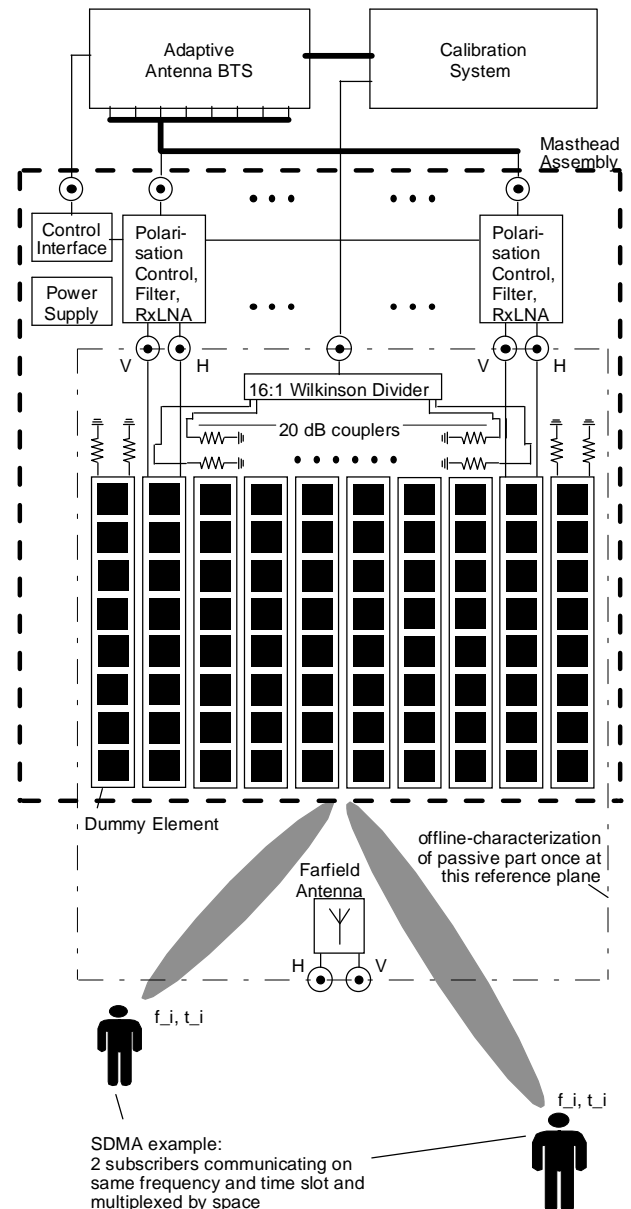 Adaptive
Antenna BTS
Calibration
System
Masthead
Assembly
Control
Interface
Polari-
sation
Control,
Filter,
RxLNA
Polari-
sation
Control,
Filter,
RxLNA
Power
Supply
V
H
V
H
16:1 Wilkinson Divider
20 dB couplers
Dummy Element
offline-characterization
of passive part once at
this reference plane
Farfield
Antenna
H
V
f_i, t_i
f_i, t_i
SDMA example:
2 subscribers communicating on
same frequency and time slot and
multiplexed by space